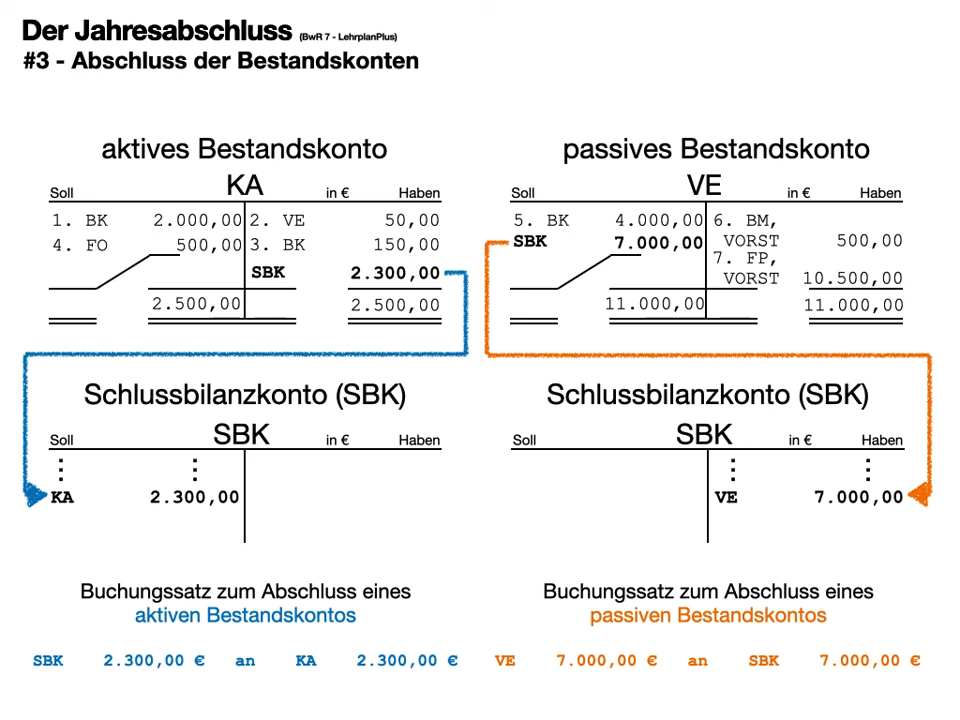 Der Jahresabschluss (BwR 7 - LehrplanPlus)
#3 - Abschluss der Bestandskonten
aktives Bestandskonto
Soll KA in € Haben
1. BK 2.000,00 2. VE 50,00
4. FO 500,00 3. BK 150,00
SBK 2.300,00
2.500,00 2.500,00
passives Bestandskonto
Soll VE in € Haben
5. BK 4.000,00 6. BM,
SBK 7.000,00 VORST 500,00
7. FP,
VORST 10.500,00
11.000,00 11.000,00
Schlussbilanzkonto (SBK)
Soll SBK in € Haben
KA 2.300,00
Schlussbilanzkonto (SBK)
Soll SBK in € Haben
VE 7.000,00
Buchungssatz zum Abschluss eines
aktiven Bestandskontos
SBK 2.300,00 € an KA 2.300,00 €
Buchungssatz zum Abschluss eines
passiven Bestandskontos
VE 7.000,00 € an SBK 7.000,00 €